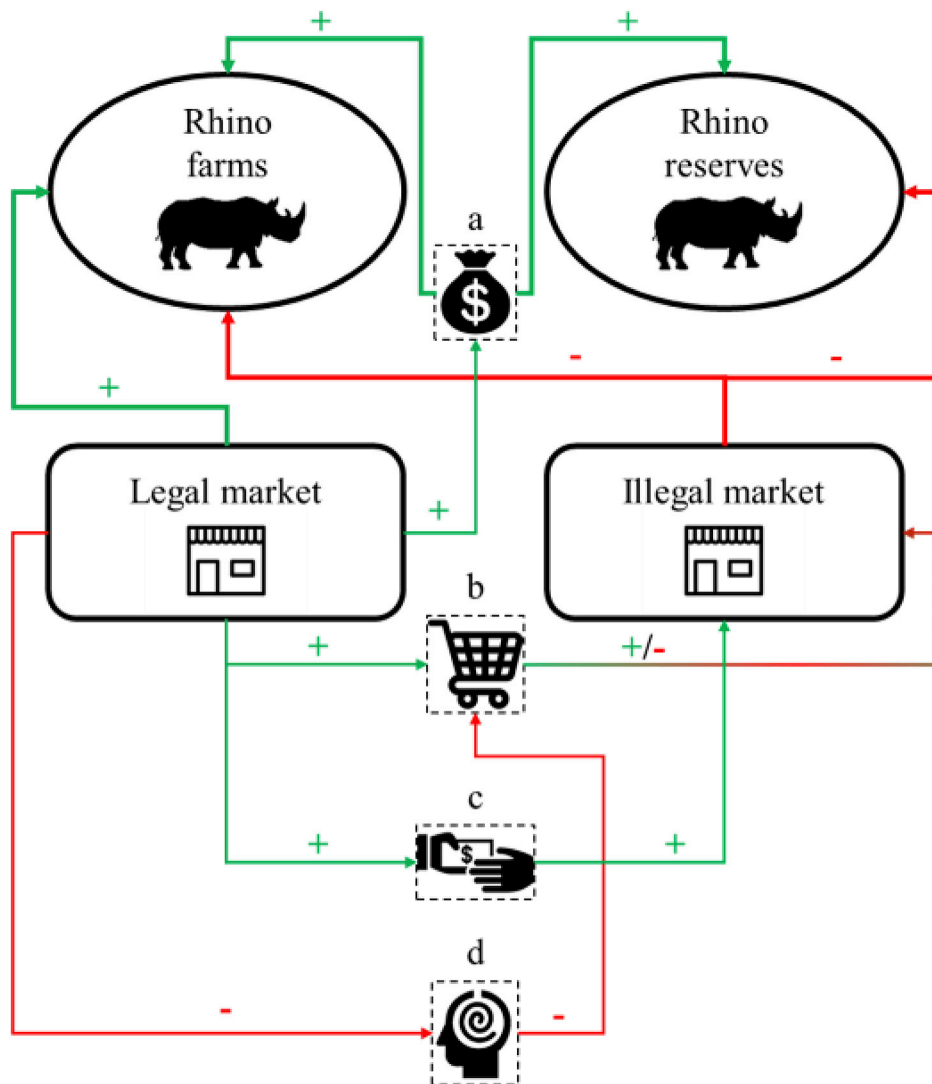 + +
Rhino
farms
Rhino
reserves
a
$
- -
+
Legal market
Illegal market
+
b
+ +/-
c
+ $ +
d
- -